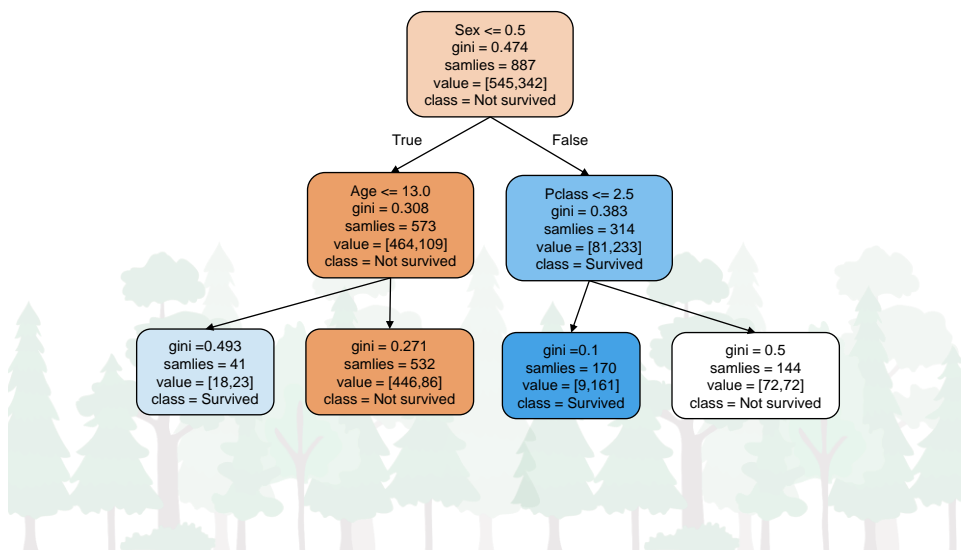 Sex <= 0.5
gini = 0.474
samlies = 887
value = [545,342]
class = Not survived
True
False
Age <= 13.0
gini = 0.308
samlies = 573
value = [464,109]
class = Not survived
Pclass <= 2.5
gini = 0.383
samlies = 314
value = [81,233]
class = Survived
gini =0.493
samlies = 41
value = [18,23]
class = Survived
gini = 0.271
samlies = 532
value = [446,86]
class = Not survived
gini =0.1
samlies = 170
value = [9,161]
class = Survived
gini = 0.5
samlies = 144
value = [72,72]
class = Not survived